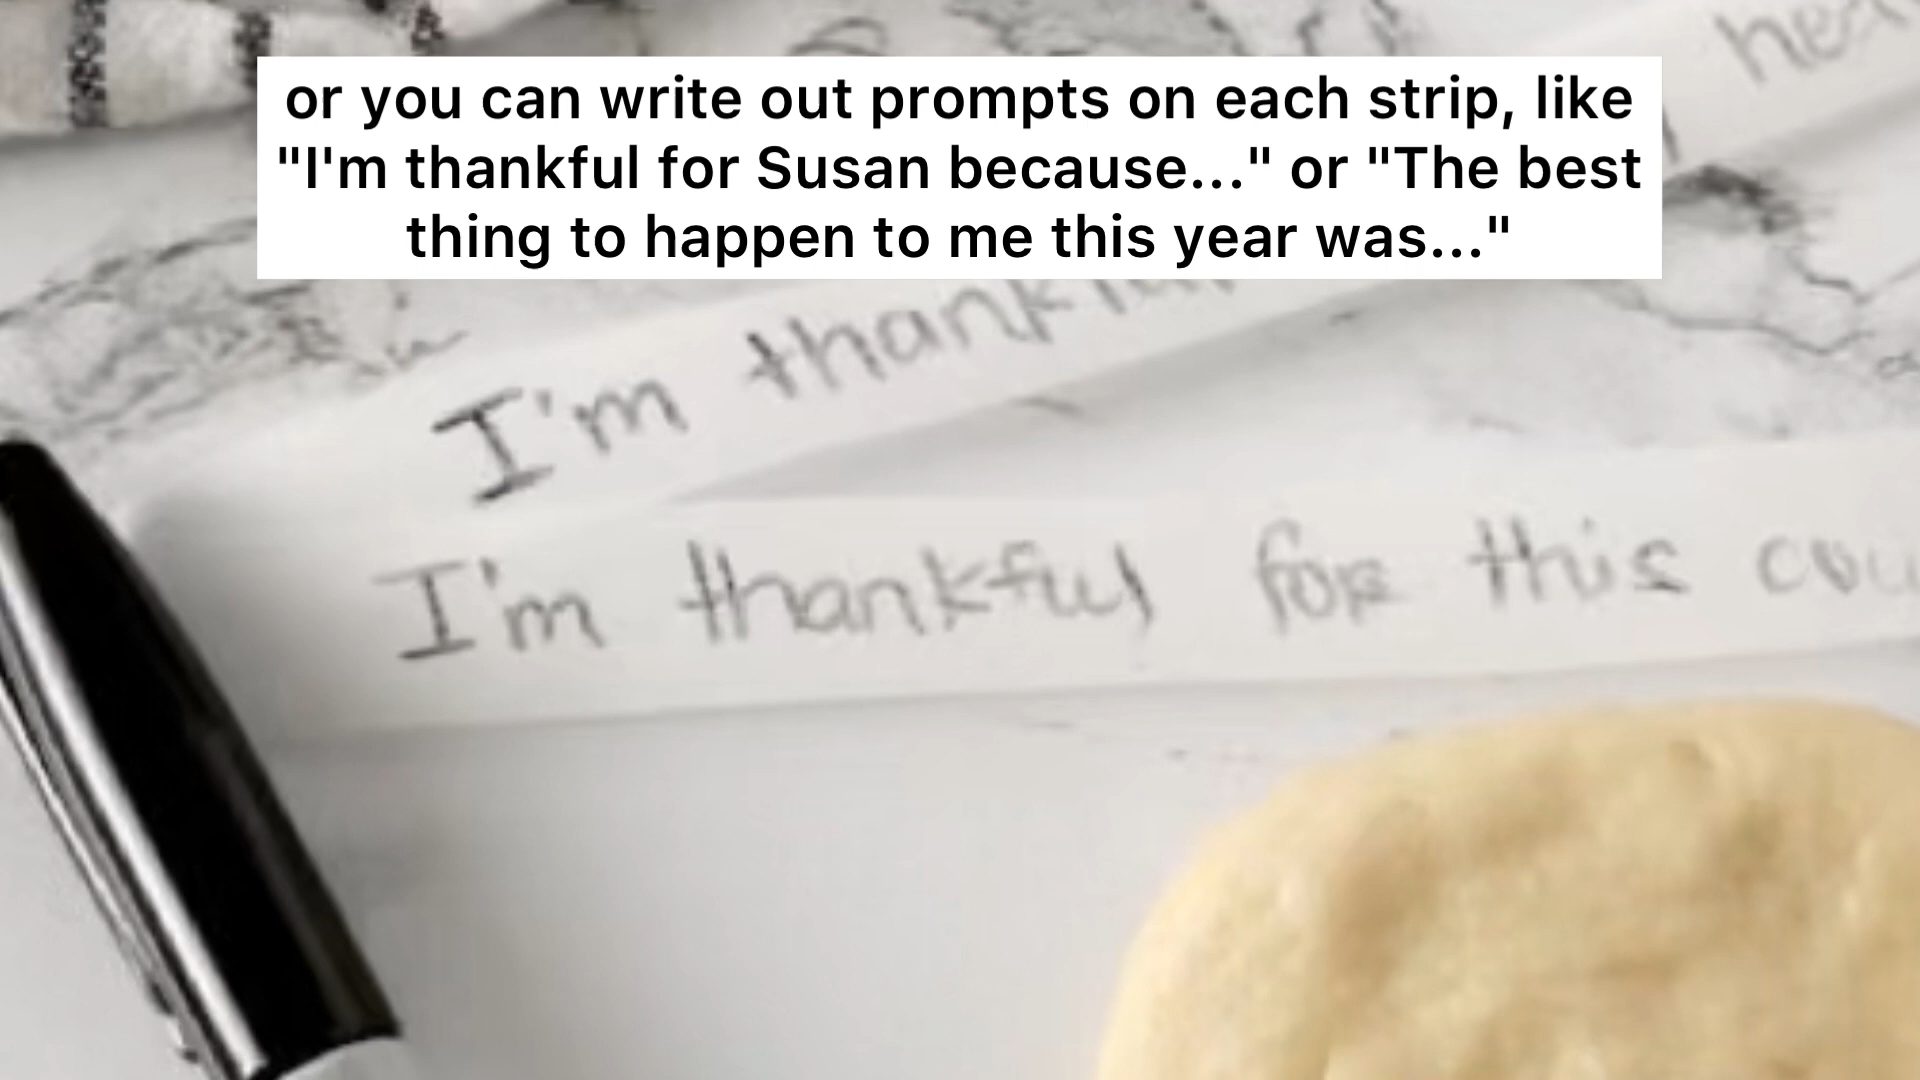 or you can write out prompts on each strip, like
"I'm thankful for Susan because..." or "The best
thing to happen to me this year was..."
I'm
I'm thankful for this